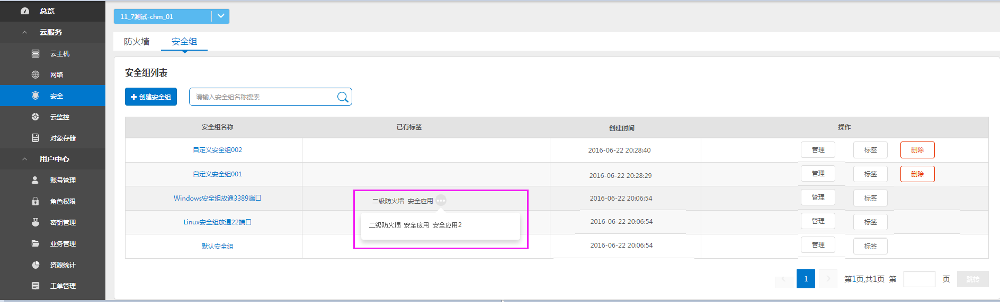 总览
云服务
云主机
网络
安全
云监控
对象存储
用户中心
账号管理
角色权限
密钥管理
业务管理
资源统计
工单管理
11_7测试-chm_01
防火墙 安全组
安全组列表
创建安全组 请输入安全组名称搜索
安全组名称 已有标签 创建时间 操作
自定义安全组002 2016-06-22 20:28:40 管理 标签 删除
自定义安全组001 2016-06-22 20:28:29 管理 标签 删除
Windows安全组放通3389端口 二级防火墙 安全应用 2016-06-22 20:06:54 管理 标签
Linux安全组放通22端口 2016-06-22 20:06:54 管理 标签
二级防火墙 安全应用 安全应用2
默认安全组 2016-06-22 20:06:54 管理 标签
1 第1页,共1页 第 页 跳转